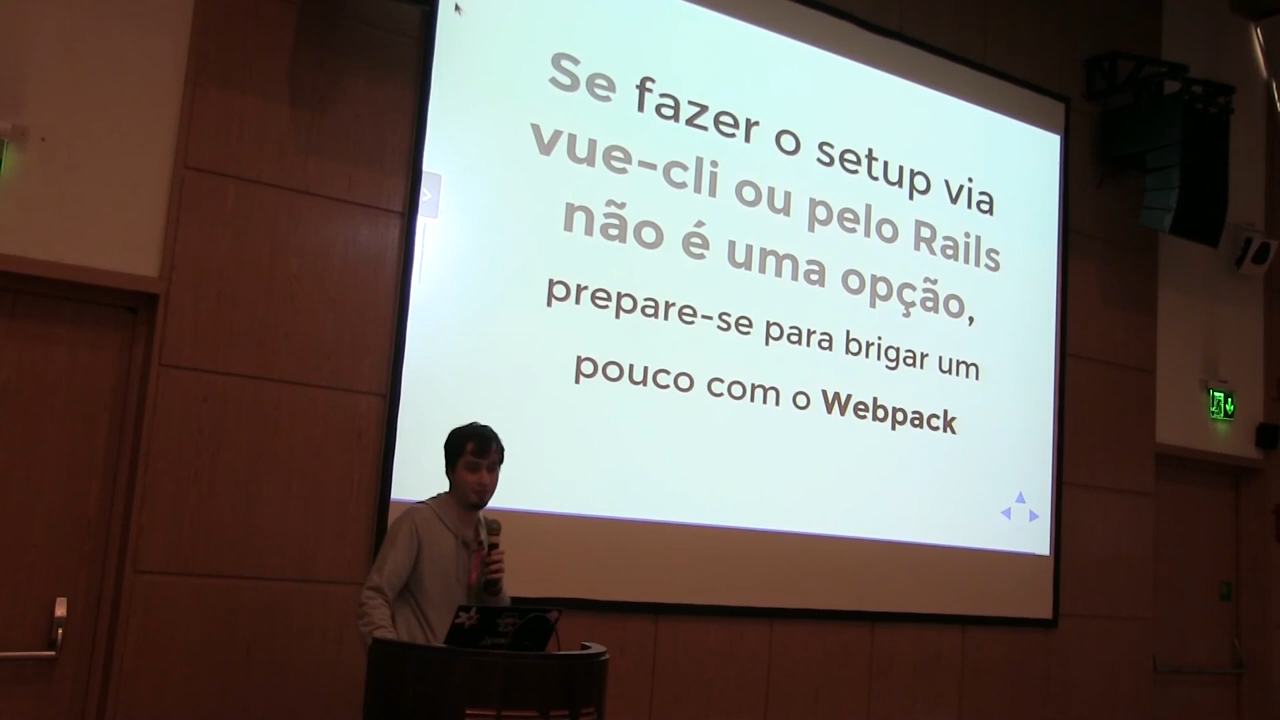 Se fazer o setup via
vue-cli ou pelo Rails
não é uma opção,
prepare-se para brigar um
pouco com o Webpack